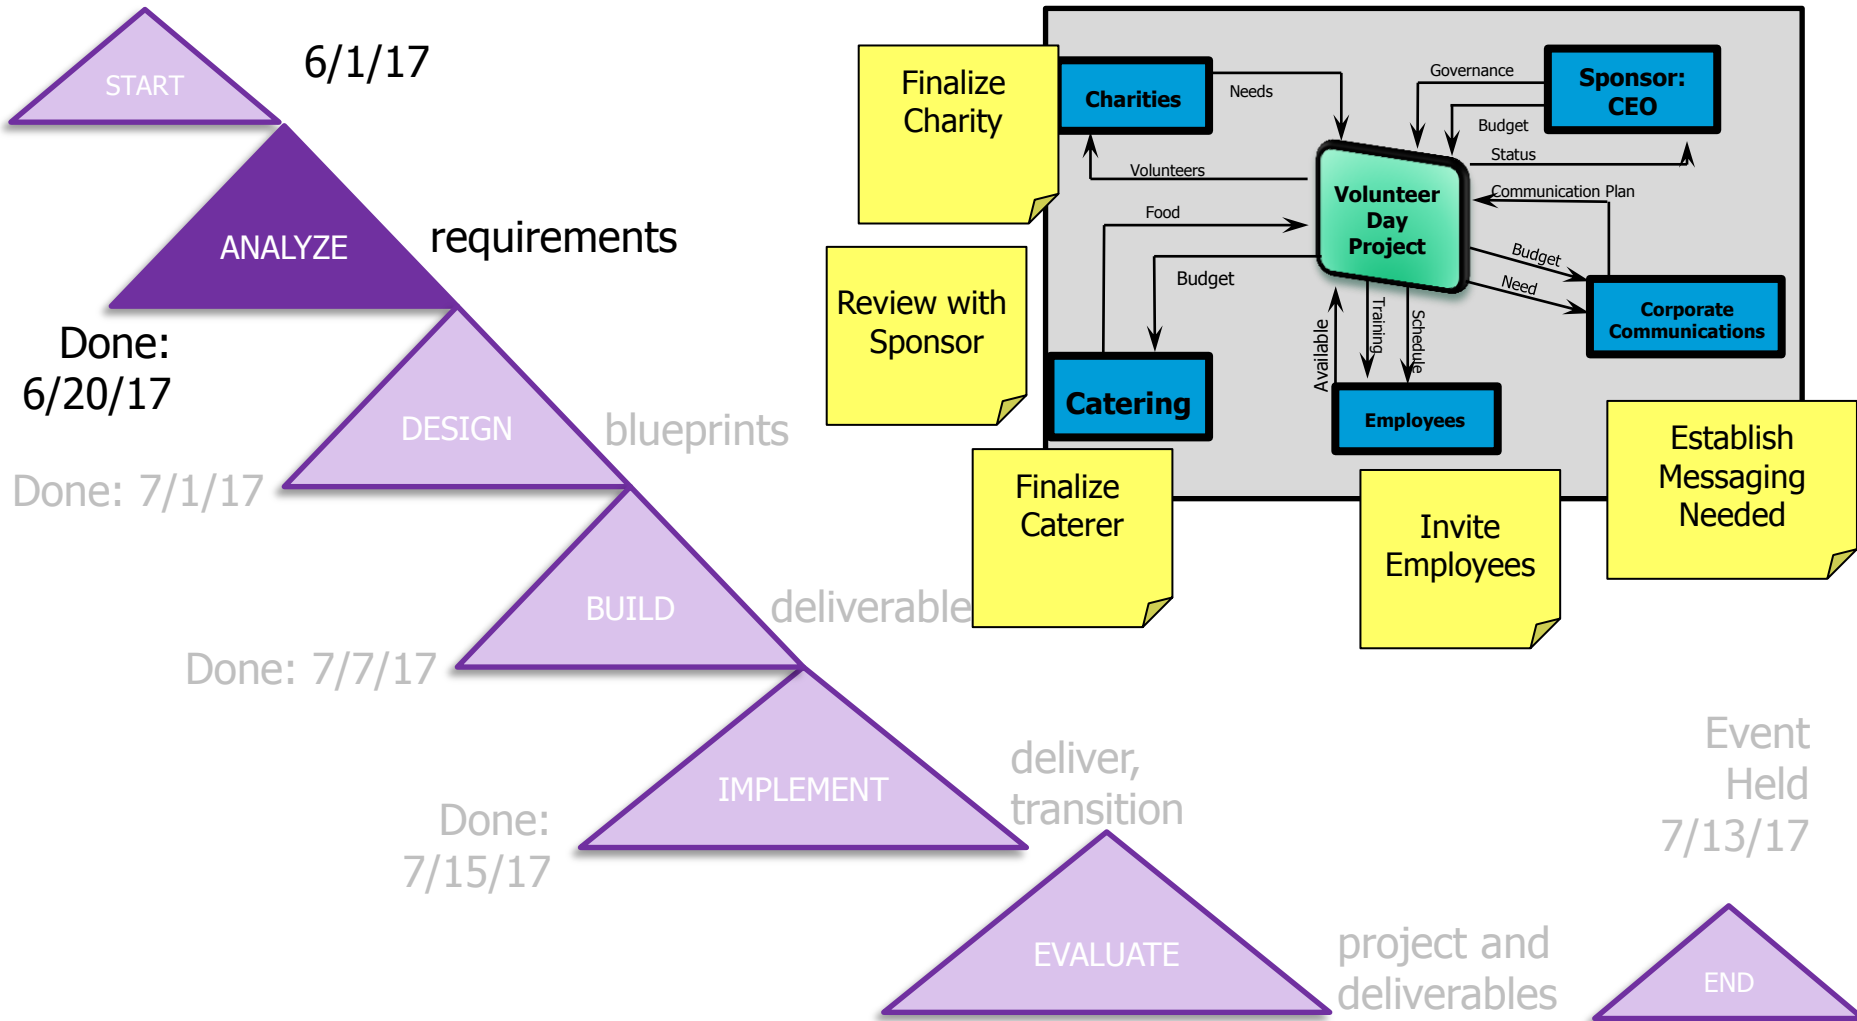 START
6/1/17
ANALYZE
requirements
Done:
6/20/17
DESIGN
blueprints
Done: 7/1/17
BUILD
deliverable
Done: 7/7/17
IMPLEMENT
deliver,
transition
Done:
7/15/17
EVALUATE
project and
deliverables
Event
Held
7/13/17
END
Finalize
Charity
Charities
Needs
Volunteers
Governance
Sponsor:
CEO
Budget
Status
Volunteer
Day
Project
Communication Plan
Food
Budget
Budget
Need
Corporate
Communications
Review with
Sponsor
Catering
Available
Training
Schedule
Employees
Finalize
Caterer
Invite
Employees
Establish
Messaging
Needed